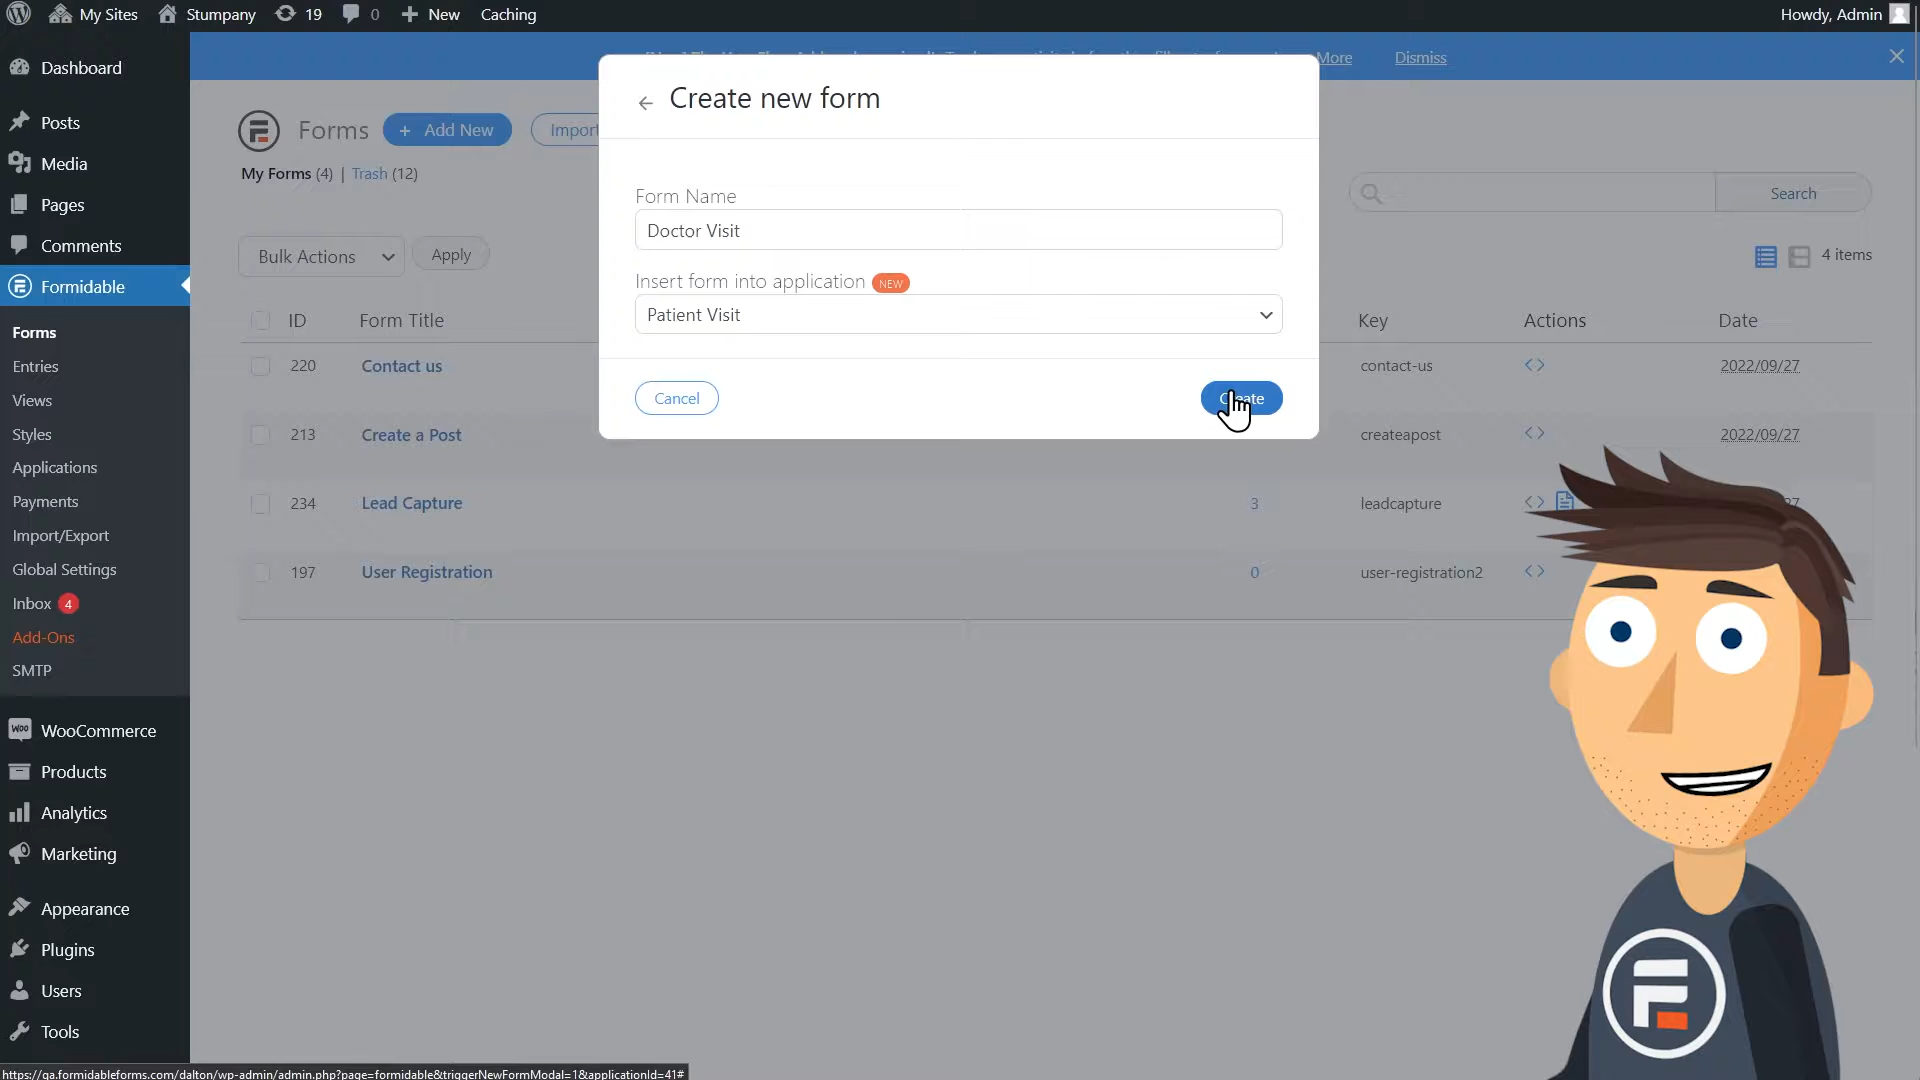 My Sites Stumpany 19 0 New Caching Howdy, Admin
Dashboard
Posts
Media
Pages
Comments
Formidable
Forms
Entries
Views
Styles
Applications
Payments
Import/Export
Global Settings
Inbox 4
Add-Ons
SMTP
WooCommerce
Products
Analytics
Marketing
Appearance
Plugins
Users
Tools
More Dismiss
Forms + Add New Import
My Forms (4) | Trash (12)
Search
Bulk Actions Apply 4 items
ID Form Title Key Actions Date
220 Contact us contact-us 2022/09/27
213 Create a Post createapost 2022/09/27
234 Lead Capture 3 leadcapture 27
197 User Registration 0 user-registration2
Create new form
Form Name
Doctor Visit
Insert form into application NEW
Patient Visit
Cancel Create
https://qa.formidableforms.com/dalton/wp-admin/admin.php?page=formidable&triggerNewFormModal=1&applicationId=41#